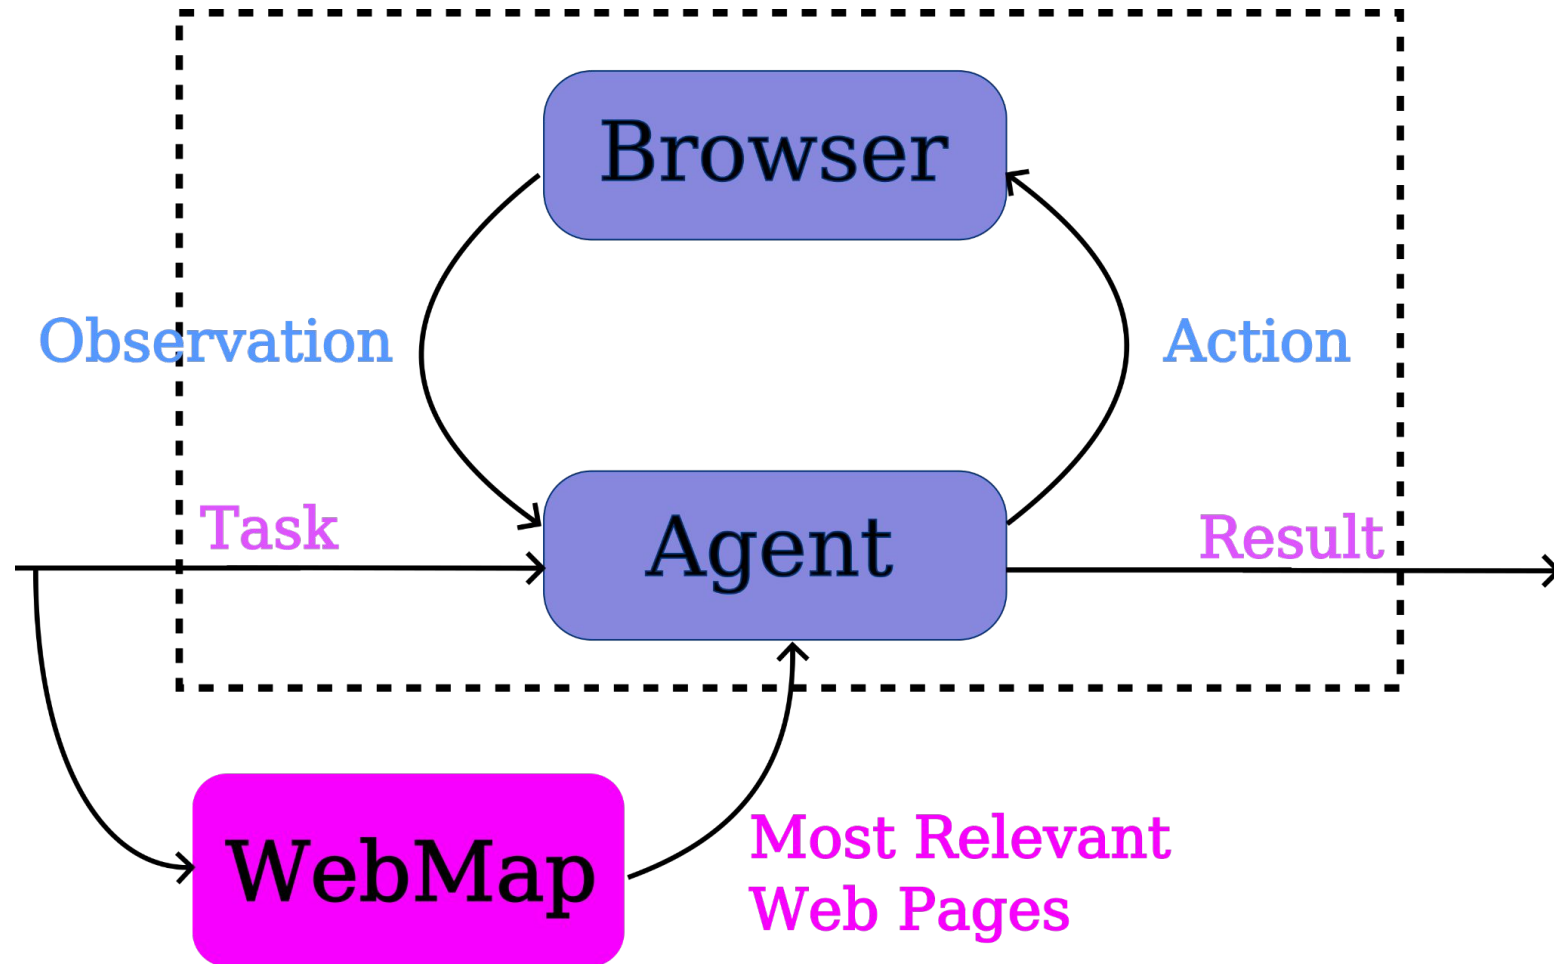 Browser
Observation
Action
Task
Agent
Result
WebMap
Most Relevant
Web Pages